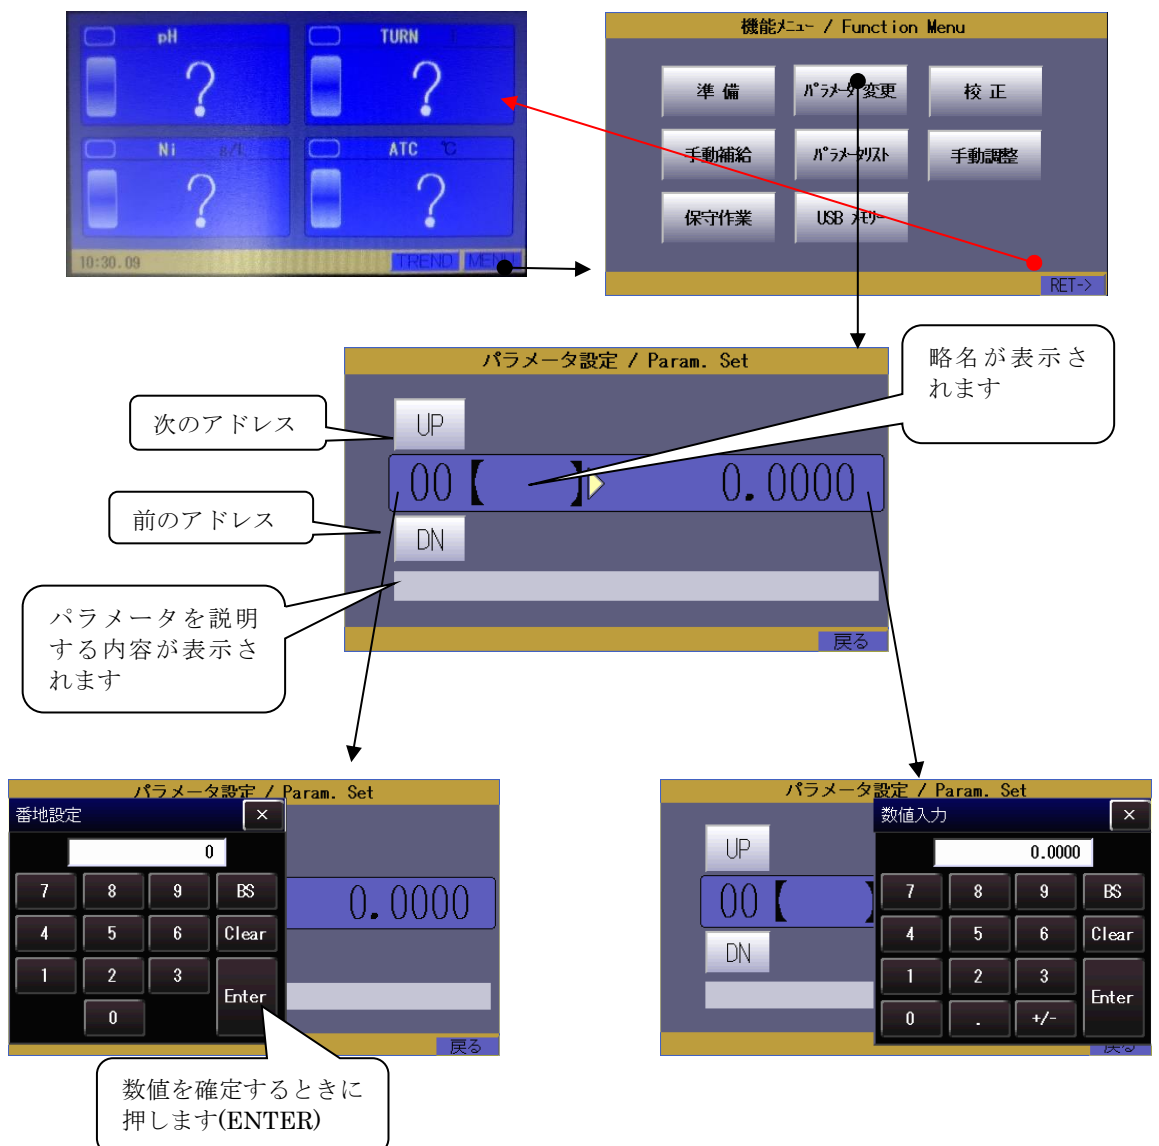 pH
TURN
?
?
Ni g/L
ATC ℃
?
?
10:30.09
TREND
MENU
機能メニュー / Function Menu
準 備
パラメータ変更
校 正
手動補給
パラメータリスト
手動調整
保守作業
USB メモリー
RET->
パラメータ設定 / Param. Set
略名が表示さ
れます
次のアドレス
UP
00【 】 0.0000
前のアドレス
DN
パラメータを説明
する内容が表示さ
れます
戻る
パラメータ設定 / Param. Set
番地設定
×
0
7 8 9 BS
4 5 6 Clear
1 2 3
Enter
0
0.0000
戻る
数値を確定するときに
押します(ENTER)
パラメータ設定 / Param. Set
数値入力
×
0.0000
UP
00【 】
DN
7 8 9 BS
4 5 6 Clear
1 2 3
Enter
0 . +/-
戻る